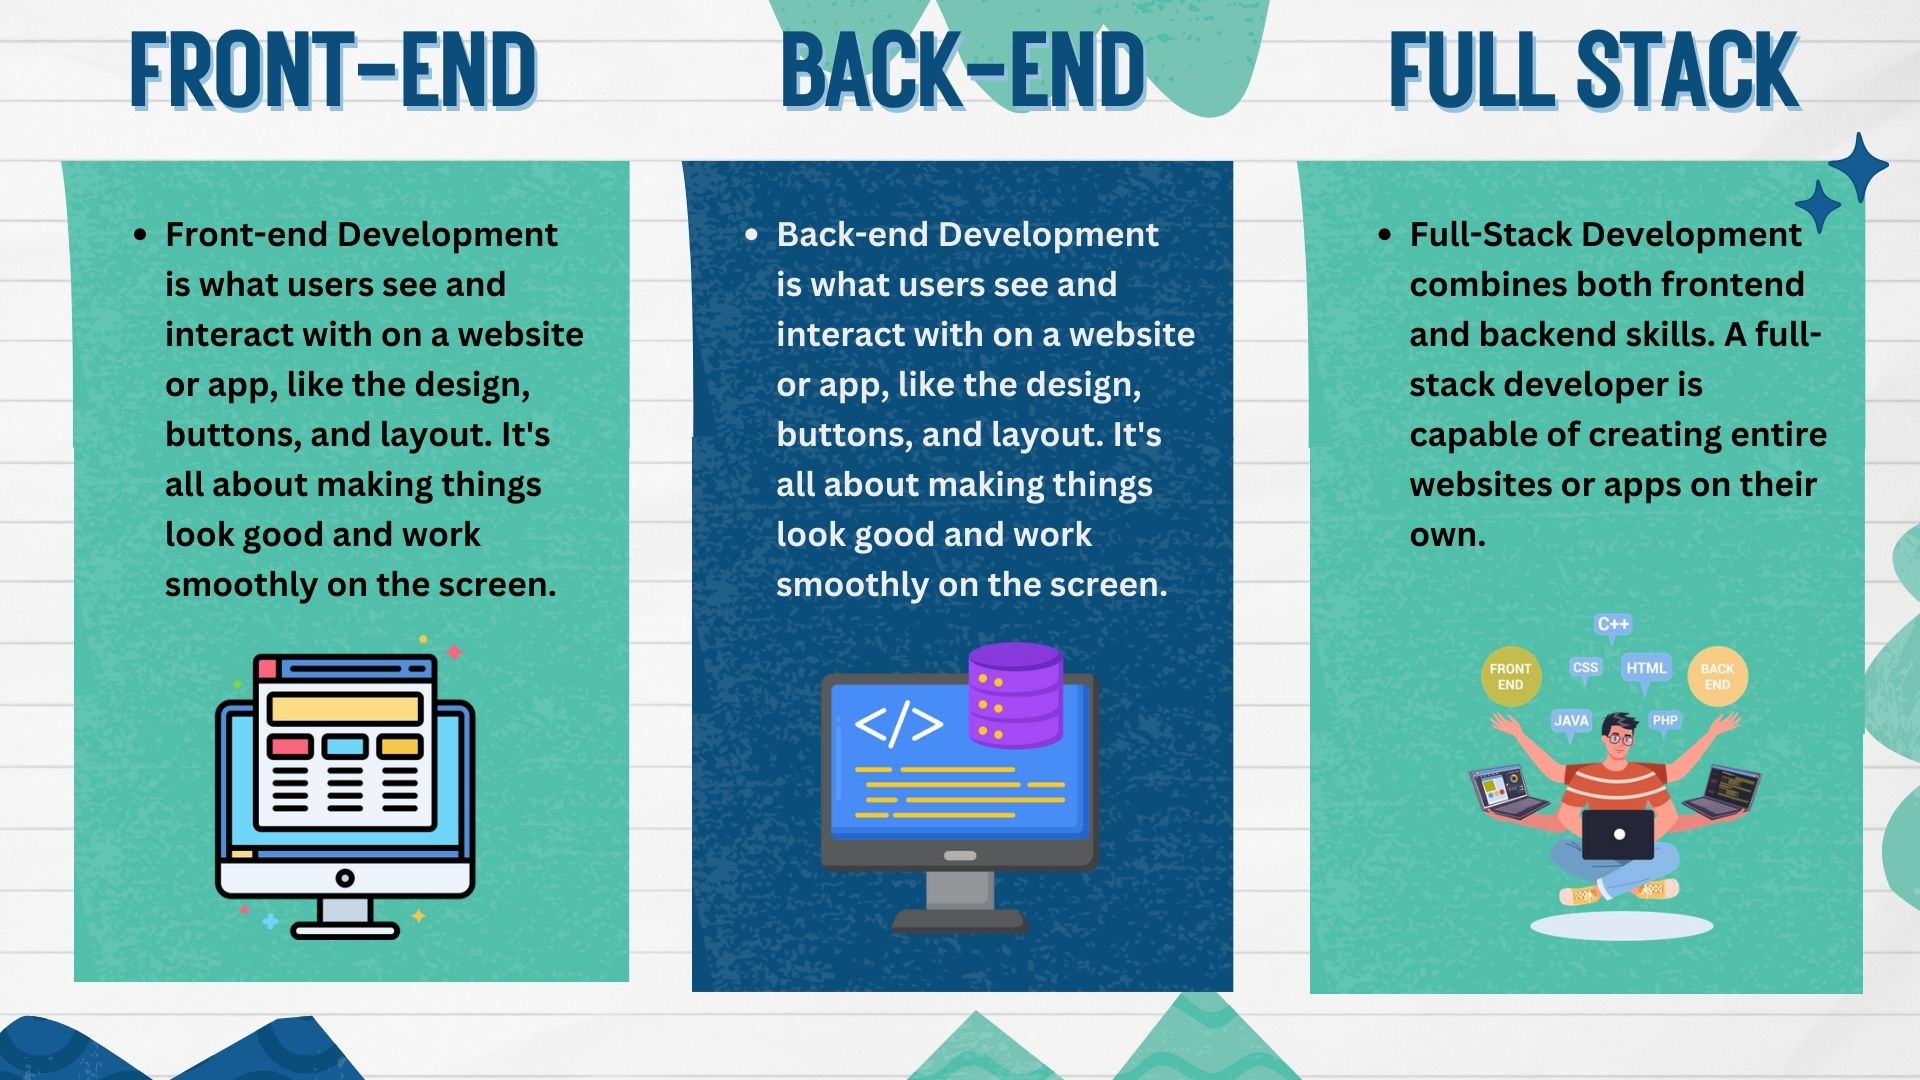 FRONT-END
BACK-END
FULL STACK
• Front-end Development
is what users see and
interact with on a website
or app, like the design,
buttons, and layout. It's
all about making things
look good and work
smoothly on the screen.
• Back-end Development
is what users see and
interact with on a website
or app, like the design,
buttons, and layout. It's
all about making things
look good and work
smoothly on the screen.
• Full-Stack Development
combines both frontend
and backend skills. A full-
stack developer is
capable of creating entire
websites or apps on their
own.
</>
C++
FRONT
END
CSS
HTML
BACK
END
JAVA
PHP